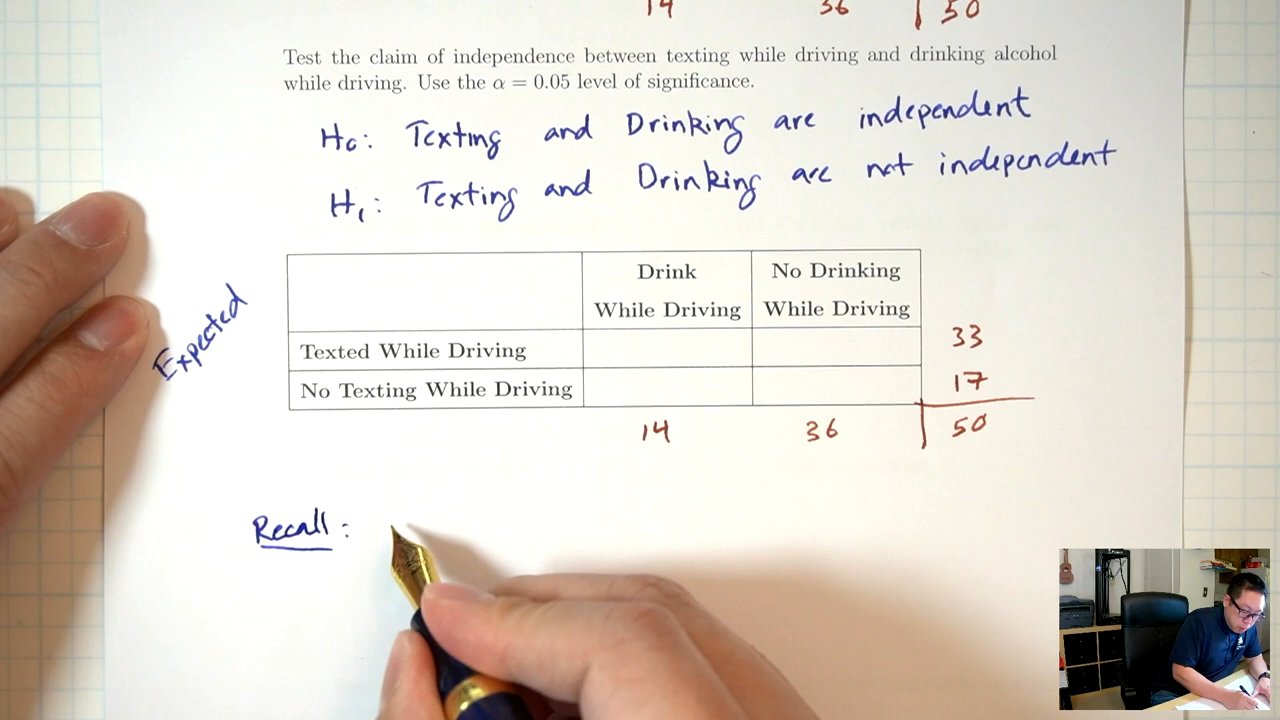 14 36 50
Test the claim of independence between texting while driving and drinking alcohol
while driving. Use the α = 0.05 level of significance.
H₀: Texting and Drinking are independent
H₁: Texting and Drinking are not independent
Expected
Drink No Drinking
While Driving While Driving
Texted While Driving 33
No Texting While Driving 17
14 36 50
Recall: